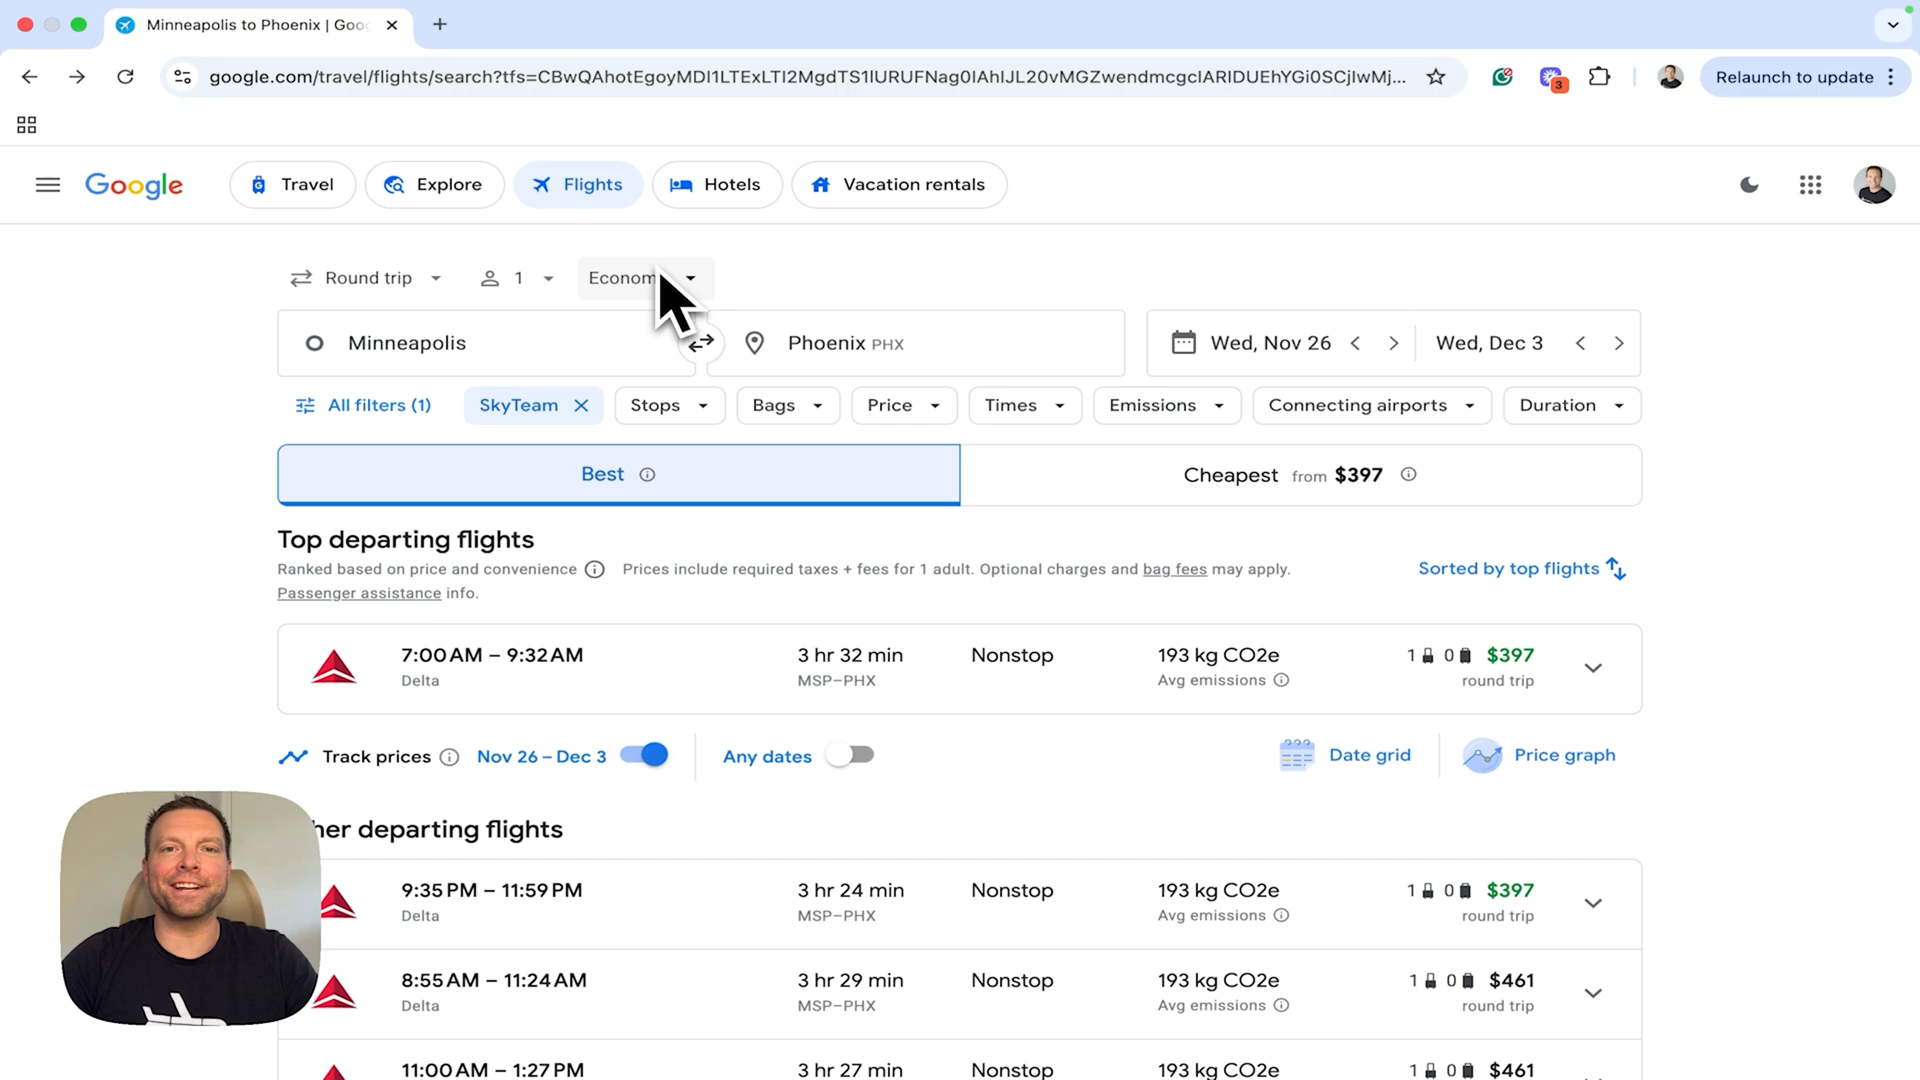 Minneapolis to Phoenix | Goo
google.com/travel/flights/search?tfs=
3
Relaunch to update
Google
Travel
Explore
Flights
Hotels
Vacation rentals
Round trip
1
Econom
Minneapolis
Phoenix PHX
Wed, Nov 26
Wed, Dec 3
All filters (1)
SkyTeam
Stops
Bags
Price
Times
Emissions
Connecting airports
Duration
Best
Cheapest from $397
Top departing flights
Ranked based on price and convenience Prices include required taxes + fees for 1 adult. Optional charges and bag fees may apply.
Passenger assistance info.
Sorted by top flights
7:00 AM – 9:32 AM 3 hr 32 min Nonstop 193 kg CO2e 1 0 $397
Delta MSP–PHX Avg emissions round trip
Track prices Nov 26 – Dec 3 Any dates Date grid Price graph
her departing flights
9:35 PM – 11:59 PM 3 hr 24 min Nonstop 193 kg CO2e 1 0 $397
Delta MSP–PHX Avg emissions round trip
8:55 AM – 11:24 AM 3 hr 29 min Nonstop 193 kg CO2e 1 0 $461
Delta MSP–PHX Avg emissions round trip
11:00 AM – 1:27 PM 3 hr 27 min Nonstop 193 kg CO2e 1 0 $461